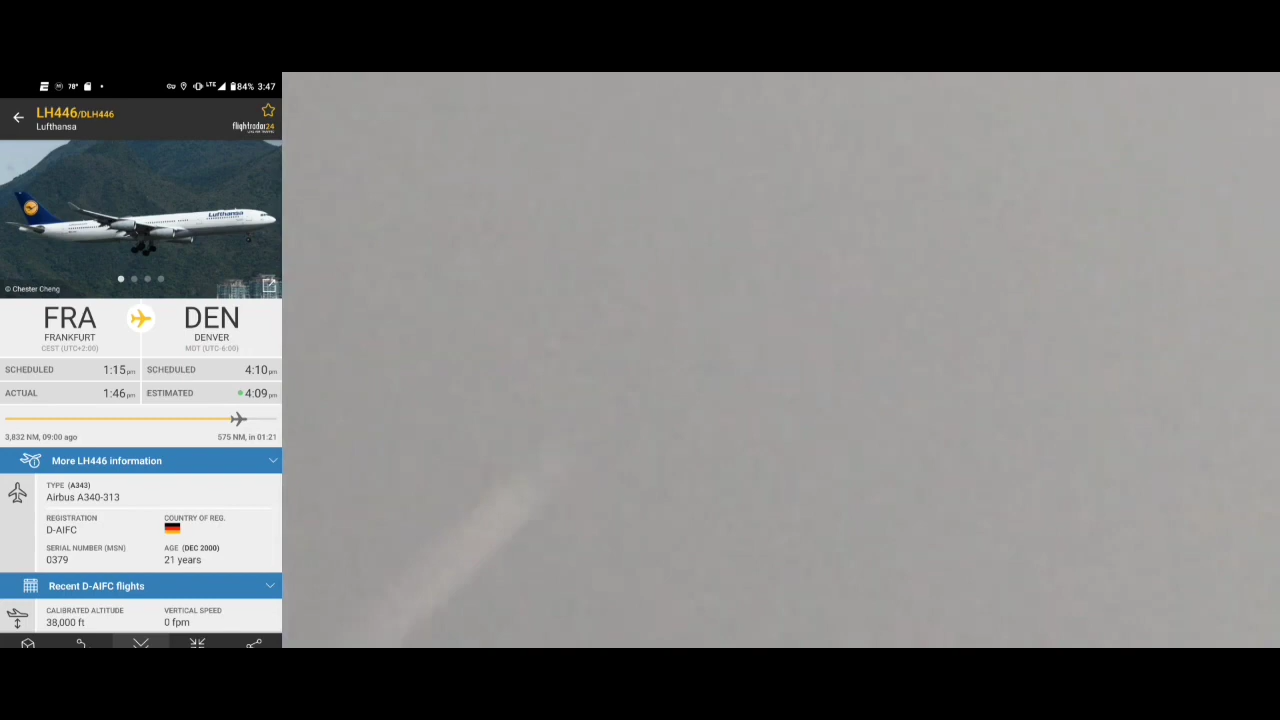 78° LTE 84% 3:47
LH446/DLH446
Lufthansa
flightradar24
Lufthansa
© Chester Cheng
FRA DEN
FRANKFURT DENVER
CEST (UTC+2:00) MDT (UTC-6:00)
SCHEDULED 1:15pm SCHEDULED 4:10pm
ACTUAL 1:46pm ESTIMATED 4:09pm
3,832 NM, 09:00 ago 575 NM, in 01:21
More LH446 information
TYPE (A343)
Airbus A340-313
REGISTRATION COUNTRY OF REG.
D-AIFC
SERIAL NUMBER (MSN) AGE (DEC 2000)
0379 21 years
Recent D-AIFC flights
CALIBRATED ALTITUDE VERTICAL SPEED
38,000 ft 0 fpm